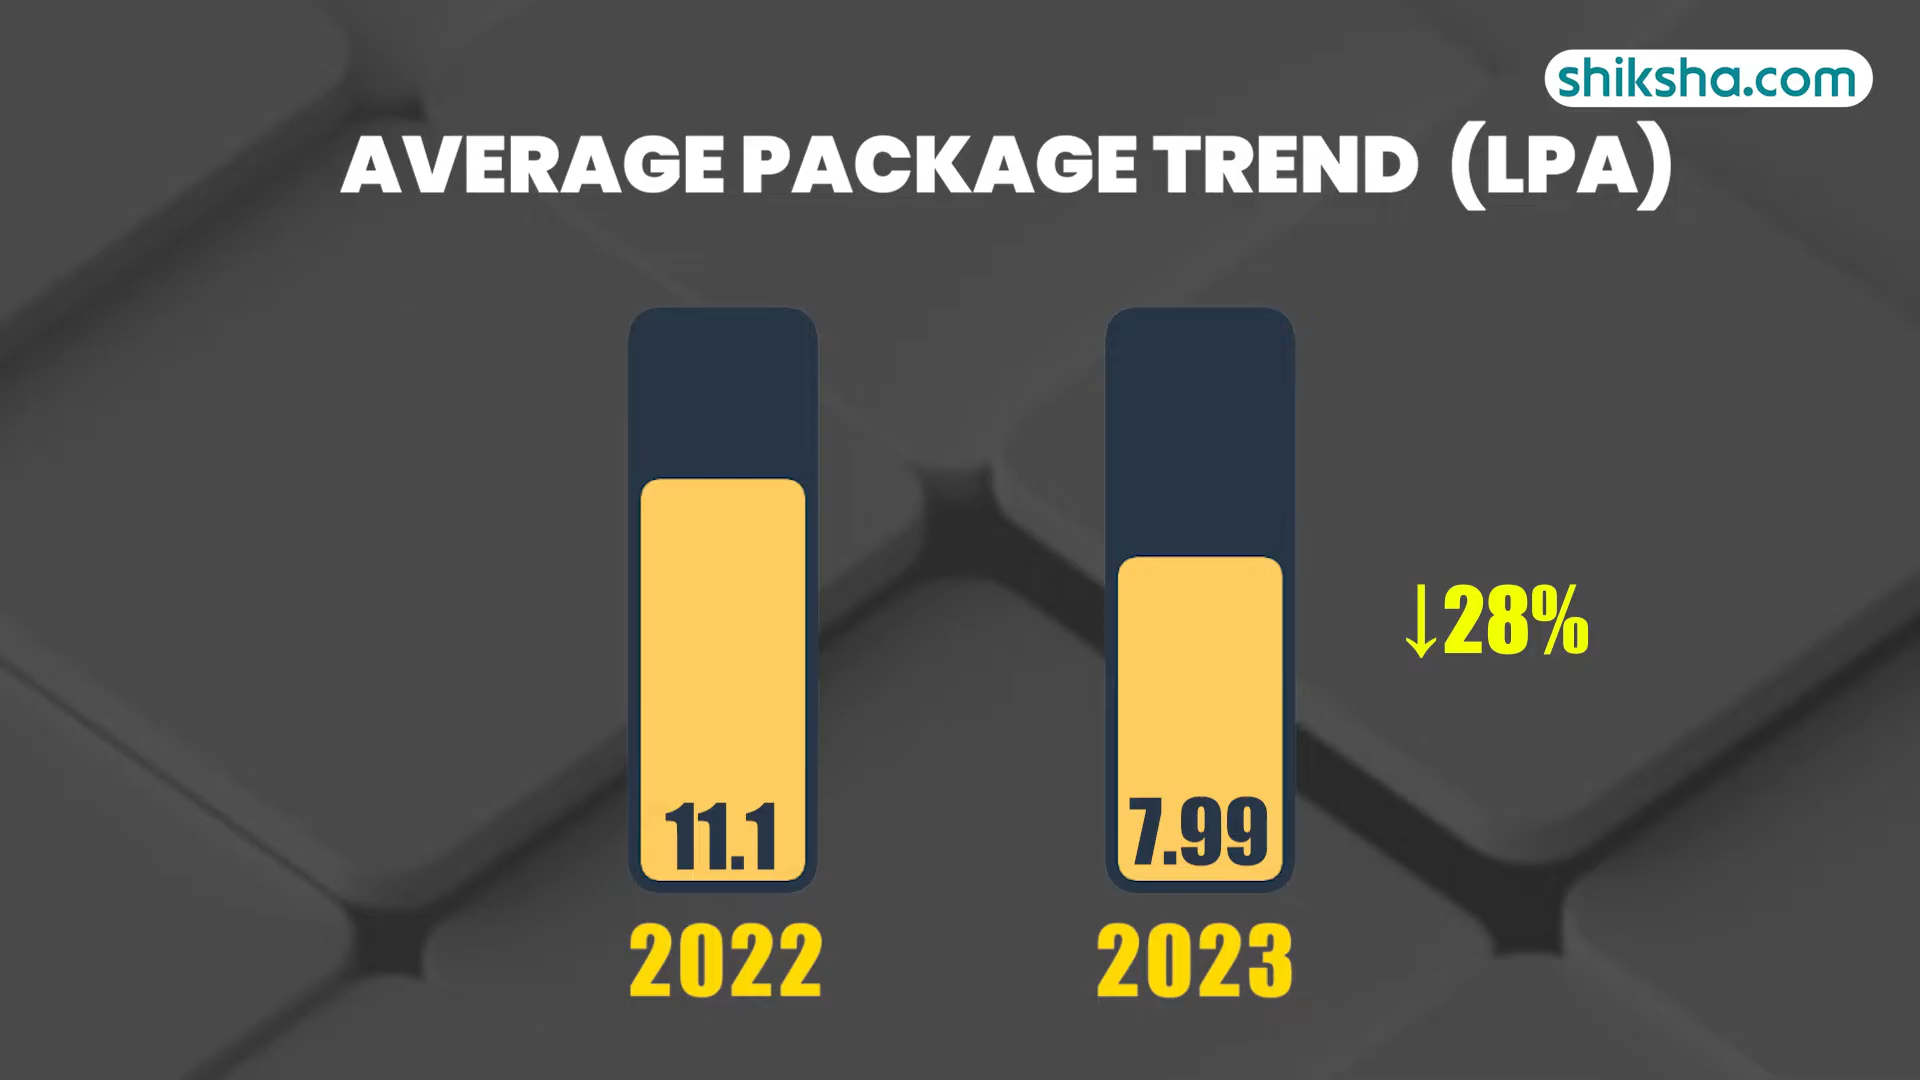 shiksha.com
AVERAGE PACKAGE TREND (LPA)
↓28%
11.1
7.99
2022
2023